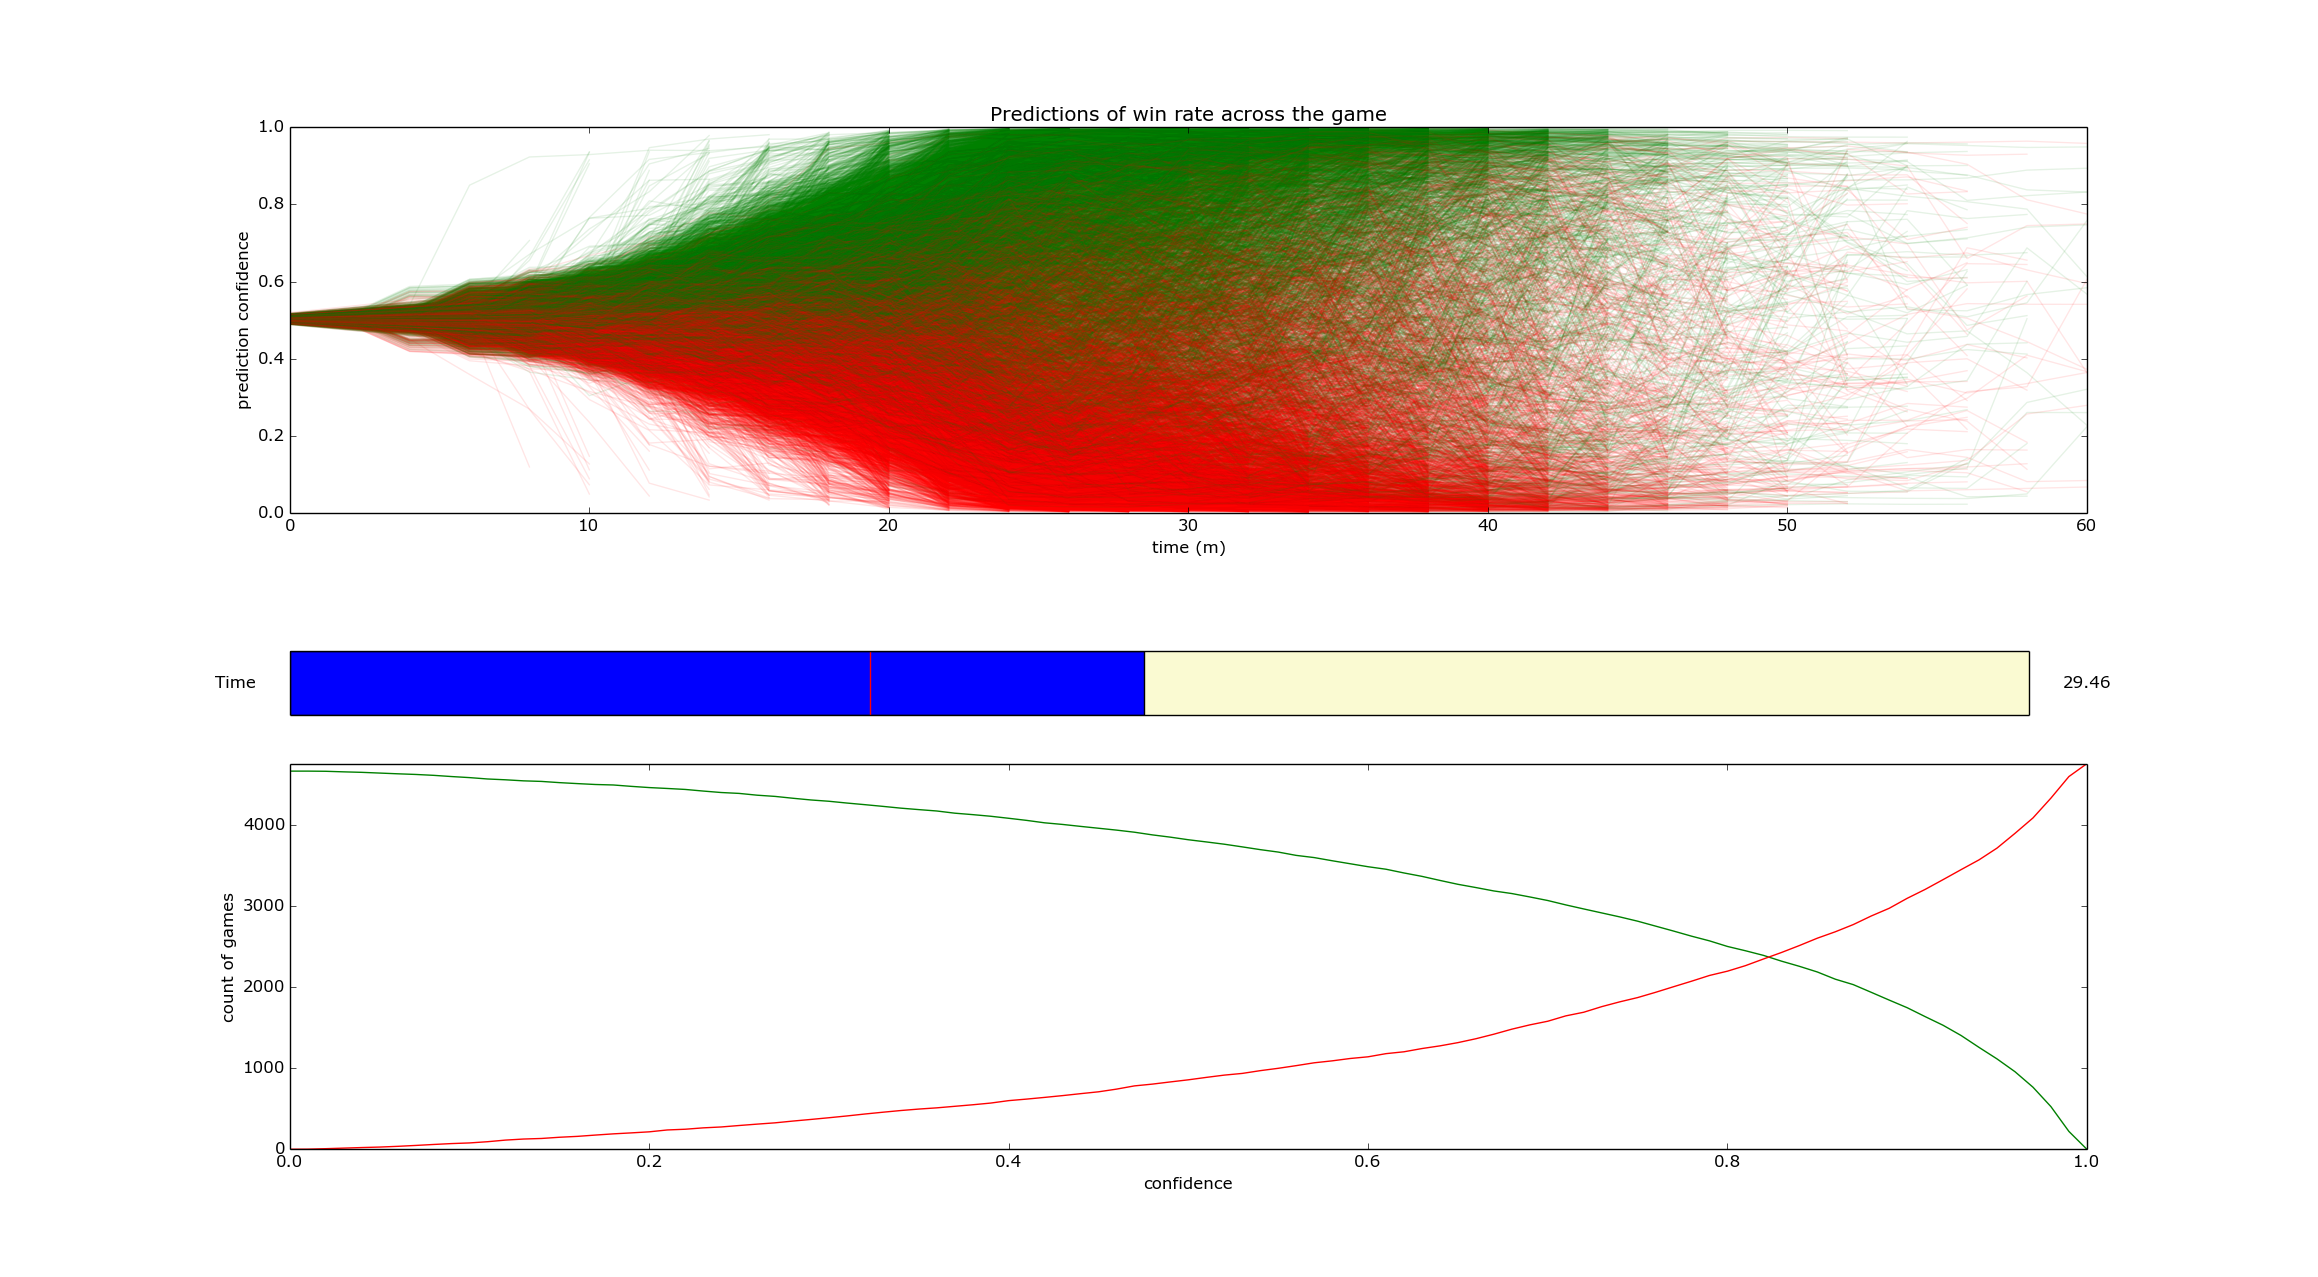 Predictions of win rate across the game
1.0
0.8
0.6
0.4
0.2
0.0
prediction confidence
0 10 20 30 40 50 60
time (m)
Time 29.46
4000
3000
2000
1000
0
count of games
0.0 0.2 0.4 0.6 0.8 1.0
confidence